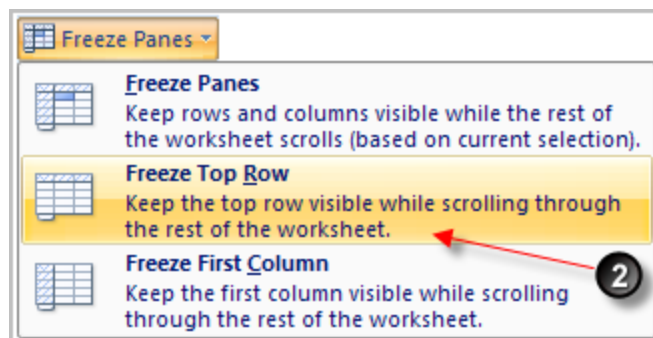 Freeze Panes
Freeze Panes
Keep rows and columns visible while the rest of
the worksheet scrolls (based on current selection).
Freeze Top Row
Keep the top row visible while scrolling through
the rest of the worksheet.
2
Freeze First Column
Keep the first column visible while scrolling
through the rest of the worksheet.